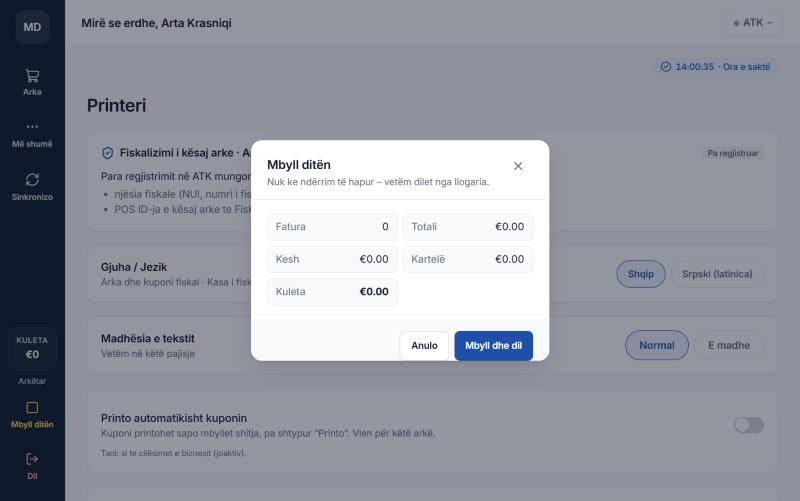 MD
Mirë se erdhe, Arta Krasniqi
ATK –
14:00:35 · Ora e saktë
Arka
Më shumë
Sinkronizo
Printeri
Fiskalizimi i kësaj arke ·
Pa regjistruar
Para regjistrimit në ATK
• njësia fiskale (NUI, numri i
• POS ID-ja e kësaj arke te
Mbyll ditën
Nuk ke ndërrim të hapur – vetëm dilet nga llogaria.
Fatura 0
Totali €0.00
Kesh €0.00
Kartelë €0.00
Kuleta €0.00
Anulo
Mbyll dhe dil
Gjuha / Jezik
Arka dhe kuponi fiskal · Kasa i
Shqip
Srpski (latinica)
Madhësia e tekstit
Vetëm në këtë pajisje
Normal
E madhe
Printo automatikisht kuponin
Kuponi printohet sapo mbyllet shitja, pa shtypur “Printo”. Vlen për këtë arkë.
Tani: si te cilësimet e biznesit (joaktiv).
KULETA
€0
Arkëtar
Mbyll ditën
Dil